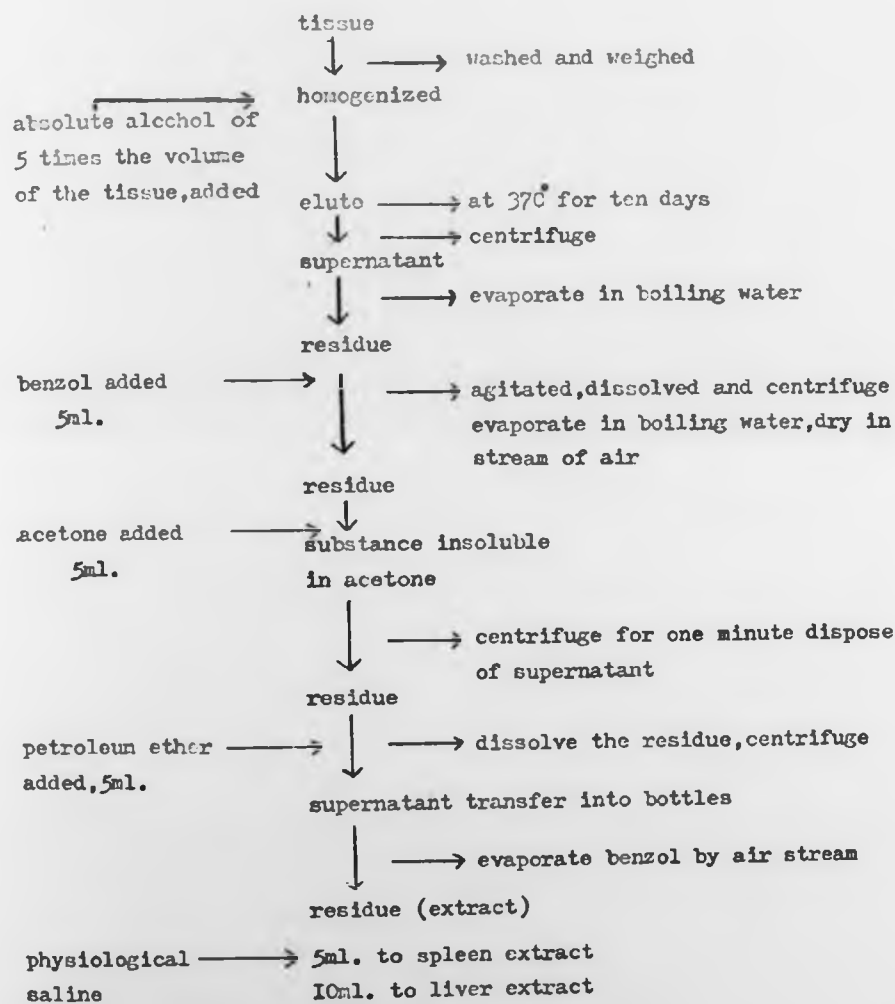 tissue
washed and weighed
homogenized
absolute alcohol of
5 times the volume
of the tissue,added
eluto
at 37C° for ten days
centrifuge
supernatant
evaporate in boiling water
residue
benzol added
5ml.
agitated,dissolved and centrifuge
evaporate in boiling water,dry in
stream of air
residue
acetone added
5ml.
substance insoluble
in acetone
centrifuge for one minute dispose
of supernatant
residue
petroleun ether
added,5ml.
dissolve the residue,centrifuge
supernatant transfer into bottles
evaporate benzol by air stream
residue (extract)
physiological
saline
5ml. to spleen extract
I0ml. to liver extract